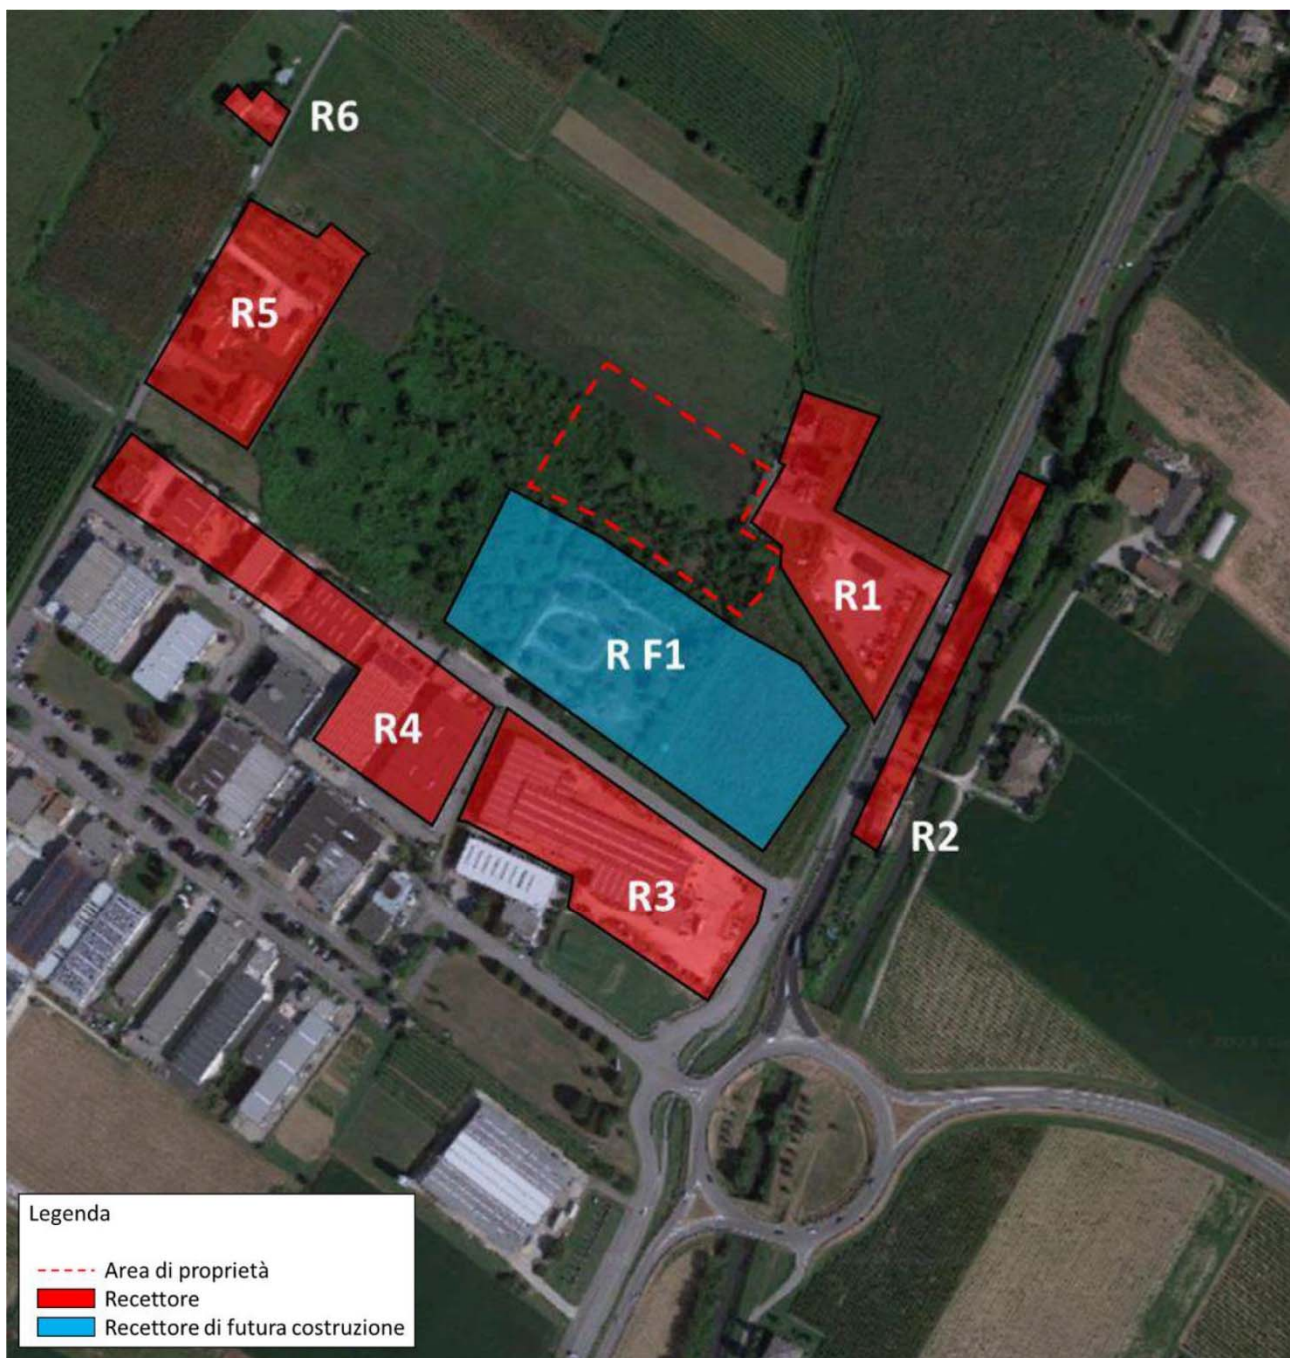 R6
R5
R1
R F1
R4
R2
R3
Legenda
Area di proprietà
Recettore
Recettore di futura costruzione